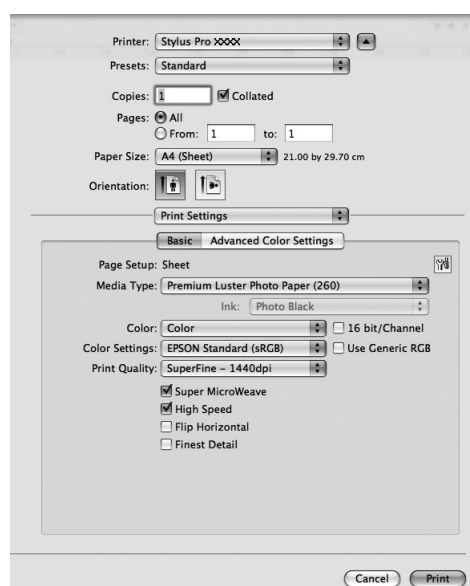 Printer: Stylus Pro XXXX
Presets: Standard
Copies: 1 Collated
Pages: All
From: 1 to: 1
Paper Size: A4 (Sheet) 21.00 by 29.70 cm
Orientation:
Print Settings
Basic Advanced Color Settings
Page Setup: Sheet
Media Type: Premium Luster Photo Paper (260)
Ink: Photo Black
Color: Color 16 bit/Channel
Color Settings: EPSON Standard (sRGB) Use Generic RGB
Print Quality: SuperFine – 1440dpi
Super MicroWeave
High Speed
Flip Horizontal
Finest Detail
Cancel Print